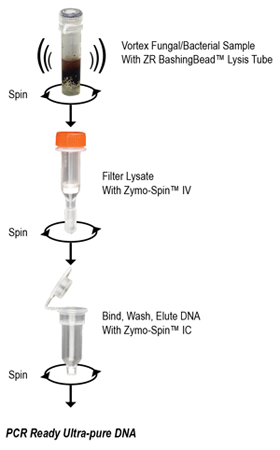 Vortex Fungal/Bacterial Sample
With ZR BashingBead™ Lysis Tube
Spin
Filter Lysate
With Zymo-Spin™ IV
Spin
Bind, Wash, Elute DNA
With Zymo-Spin™ IC
Spin
PCR Ready Ultra-pure DNA